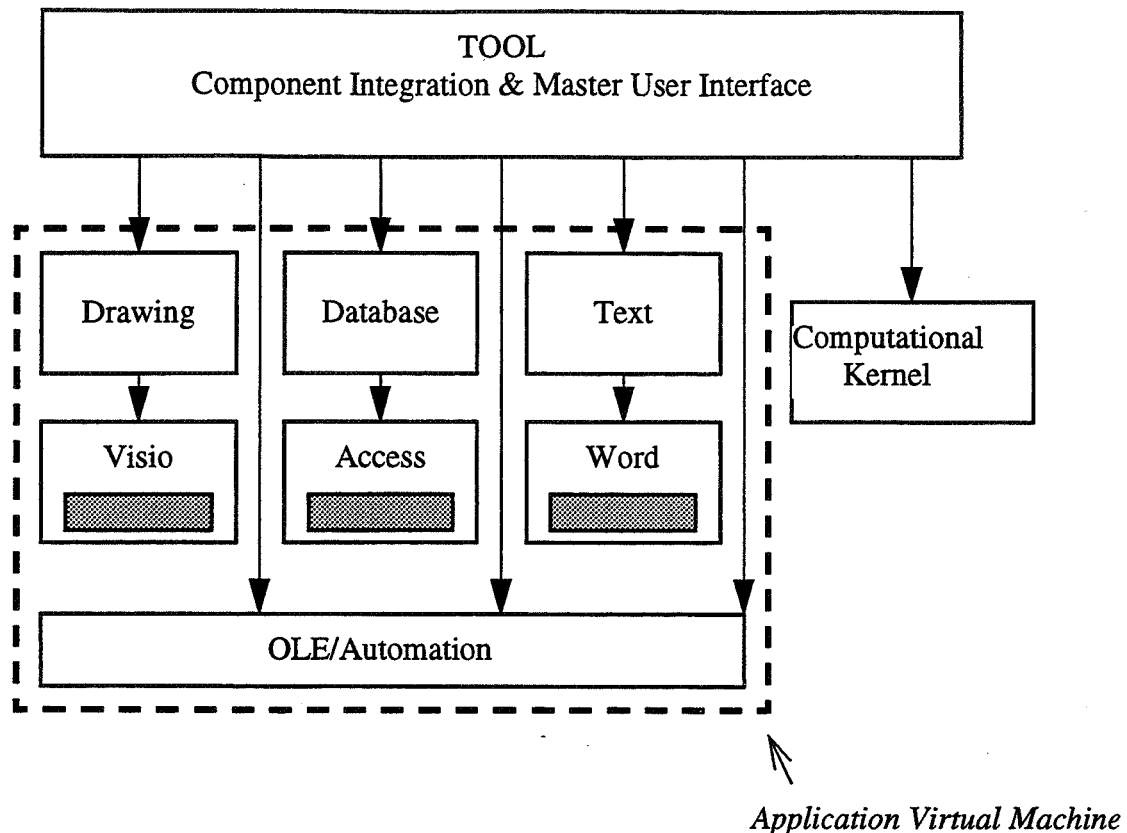 TOOL
Component Integration & Master User Interface
Drawing
Database
Text
Computational
Kernel
Visio
Access
Word
OLE/Automation
Application Virtual Machine